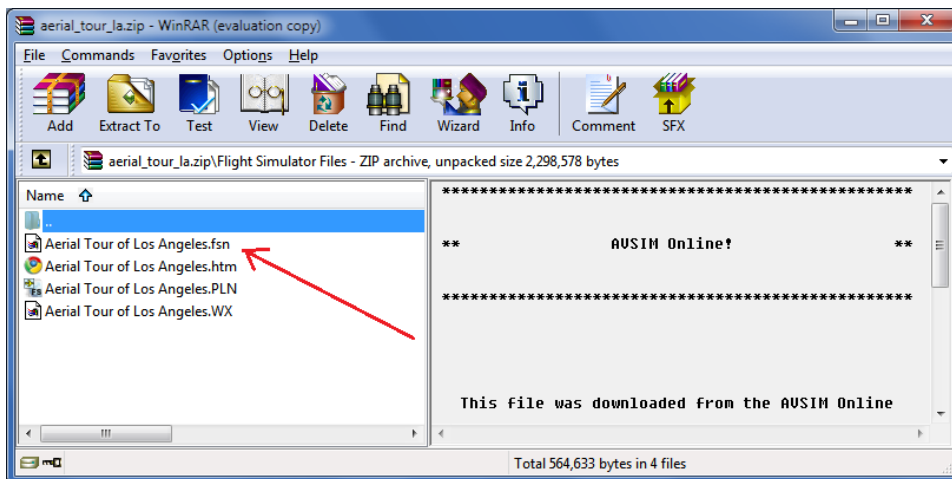 aerial_tour_la.zip - WinRAR (evaluation copy)
File Commands Favorites Options Help
Add Extract To Test View Delete Find Wizard Info Comment SFX
aerial_tour_la.zip\Flight Simulator Files - ZIP archive, unpacked size 2,298,578 bytes
Name
..
Aerial Tour of Los Angeles.fsn
Aerial Tour of Los Angeles.htm
Aerial Tour of Los Angeles.PLN
Aerial Tour of Los Angeles.WX
****************************************************
** AVSIM Online! **
****************************************************
This file was downloaded from the AVSIM Online
Total 564,633 bytes in 4 files